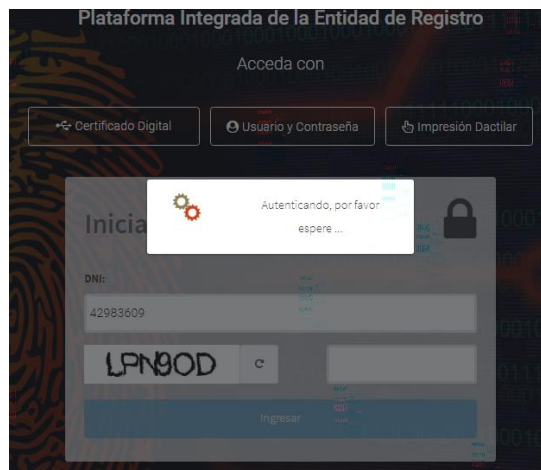 Plataforma Integrada de la Entidad de Registro
Acceda con
Certificado Digital
Usuario y Contraseña
Impresión Dactilar
Inicia
Autenticando, por favor
espere ...
DNI:
42983609
LPN9OD
Ingresar